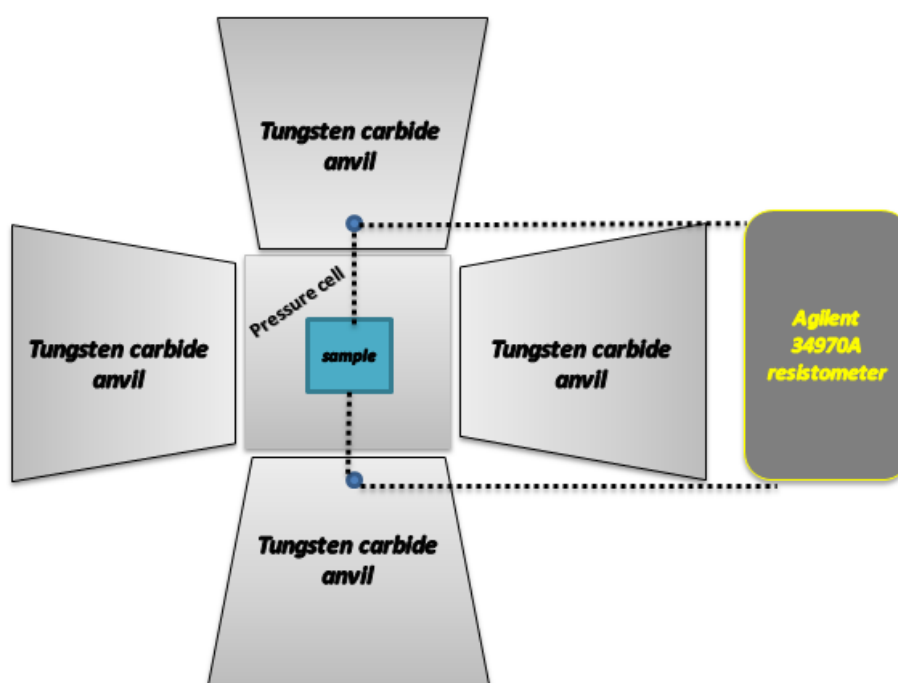 Tungsten carbide
anvil
Pressure cell
Tungsten carbide
anvil
sample
Tungsten carbide
anvil
Agilent
34970A
resistometer
Tungsten carbide
anvil